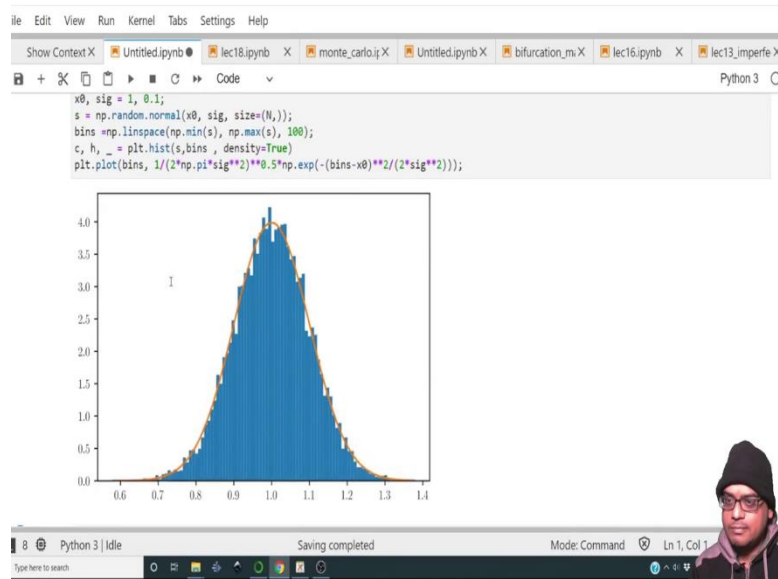 ile Edit View Run Kernel Tabs Settings Help
Show Context X Untitled.ipynb lec18.ipynb X monte_carlo.i X Untitled.ipynb X bifurcation_m X lec16.ipynb X lec13_imperfe X
Code Python 3
x0, sig = 1, 0.1;
s = np.random.normal(x0, sig, size=(N,));
bins =np.linspace(np.min(s), np.max(s), 100);
c, h, _ = plt.hist(s,bins , density=True)
plt.plot(bins, 1/(2*np.pi*sig**2)**0.5*np.exp(-(bins-x0)**2/(2*sig**2)));
4.0
3.5
3.0
2.5
2.0
1.5
1.0
0.5
0.0
0.6 0.7 0.8 0.9 1.0 1.1 1.2 1.3 1.4
8 Python 3 | Idle Saving completed Mode: Command Ln 1, Col 1
Type here to search